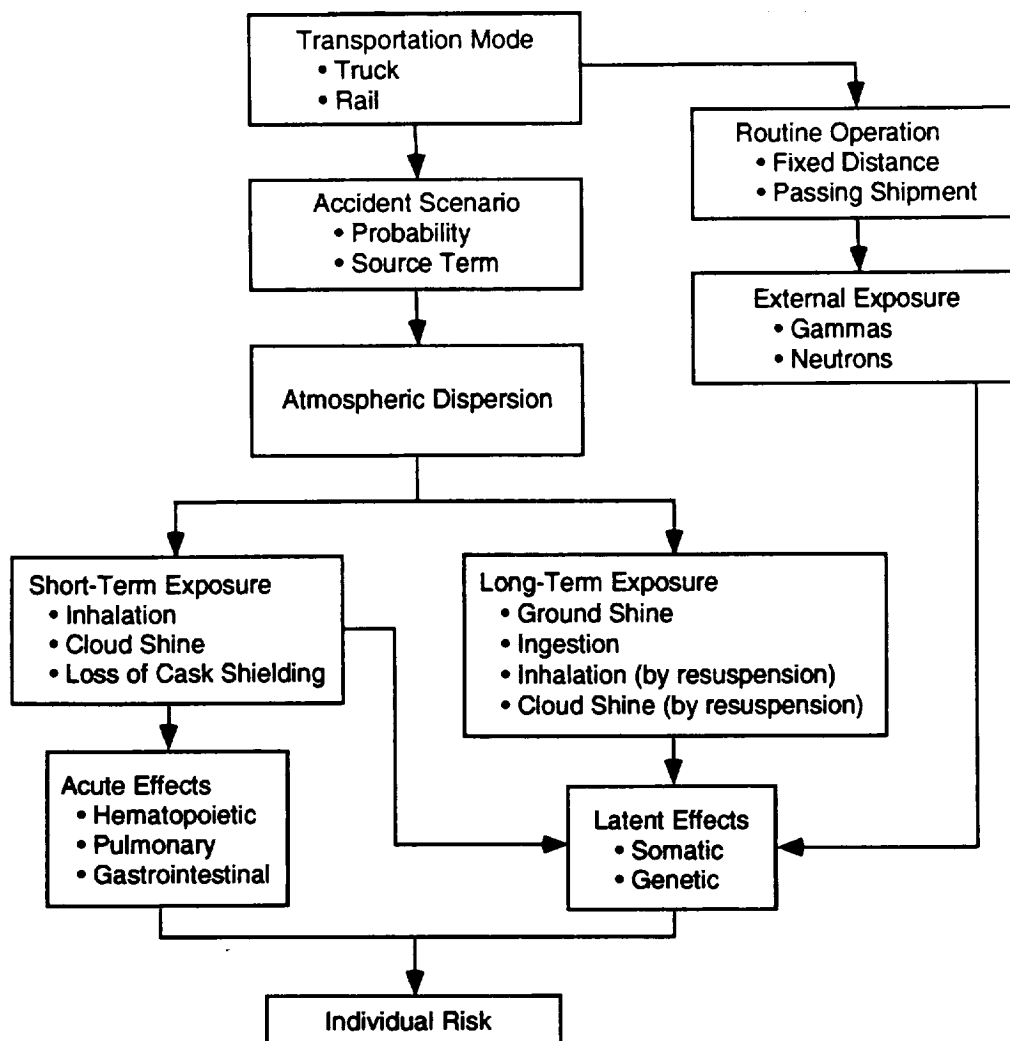 Transportation Mode
• Truck
• Rail
Routine Operation
• Fixed Distance
• Passing Shipment
Accident Scenario
• Probability
• Source Term
External Exposure
• Gammas
• Neutrons
Atmospheric Dispersion
Short-Term Exposure
• Inhalation
• Cloud Shine
• Loss of Cask Shielding
Long-Term Exposure
• Ground Shine
• Ingestion
• Inhalation (by resuspension)
• Cloud Shine (by resuspension)
Acute Effects
• Hematopoietic
• Pulmonary
• Gastrointestinal
Latent Effects
• Somatic
• Genetic
Individual Risk